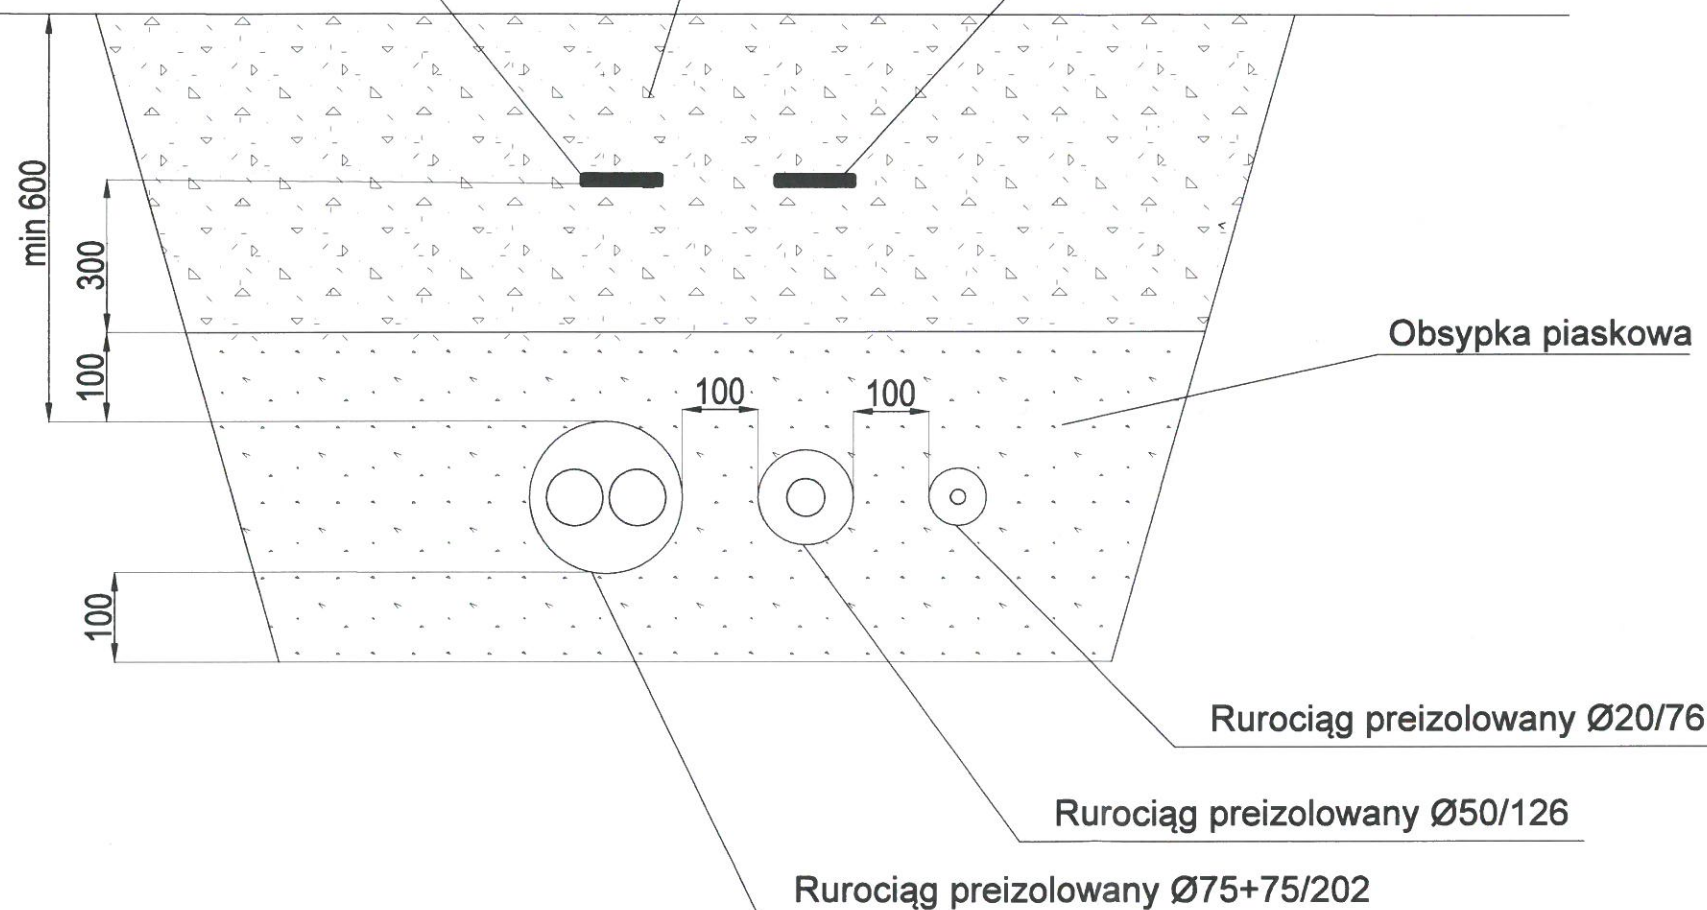 min 600
300
100
100
100
100
Obsypka piaskowa
Rurociąg preizolowany Ø20/76
Rurociąg preizolowany Ø50/126
Rurociąg preizolowany Ø75+75/202